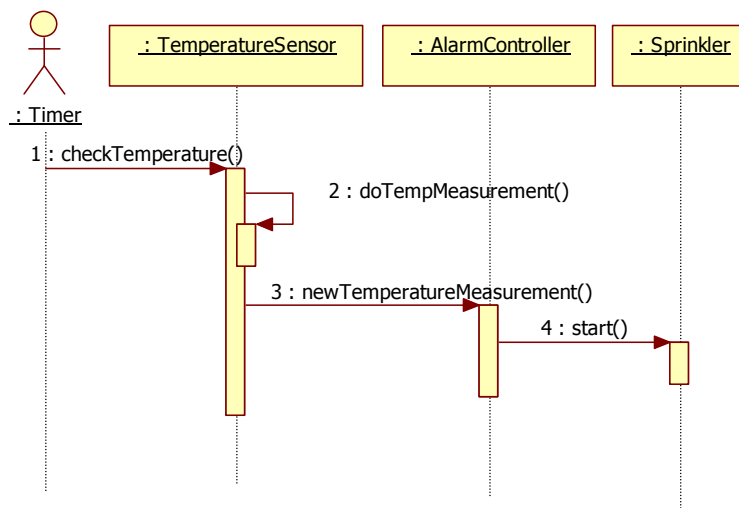 : TemperatureSensor
: AlarmController
: Sprinkler
: Timer
1 : checkTemperature()
2 : doTempMeasurement()
3 : newTemperatureMeasurement()
4 : start()